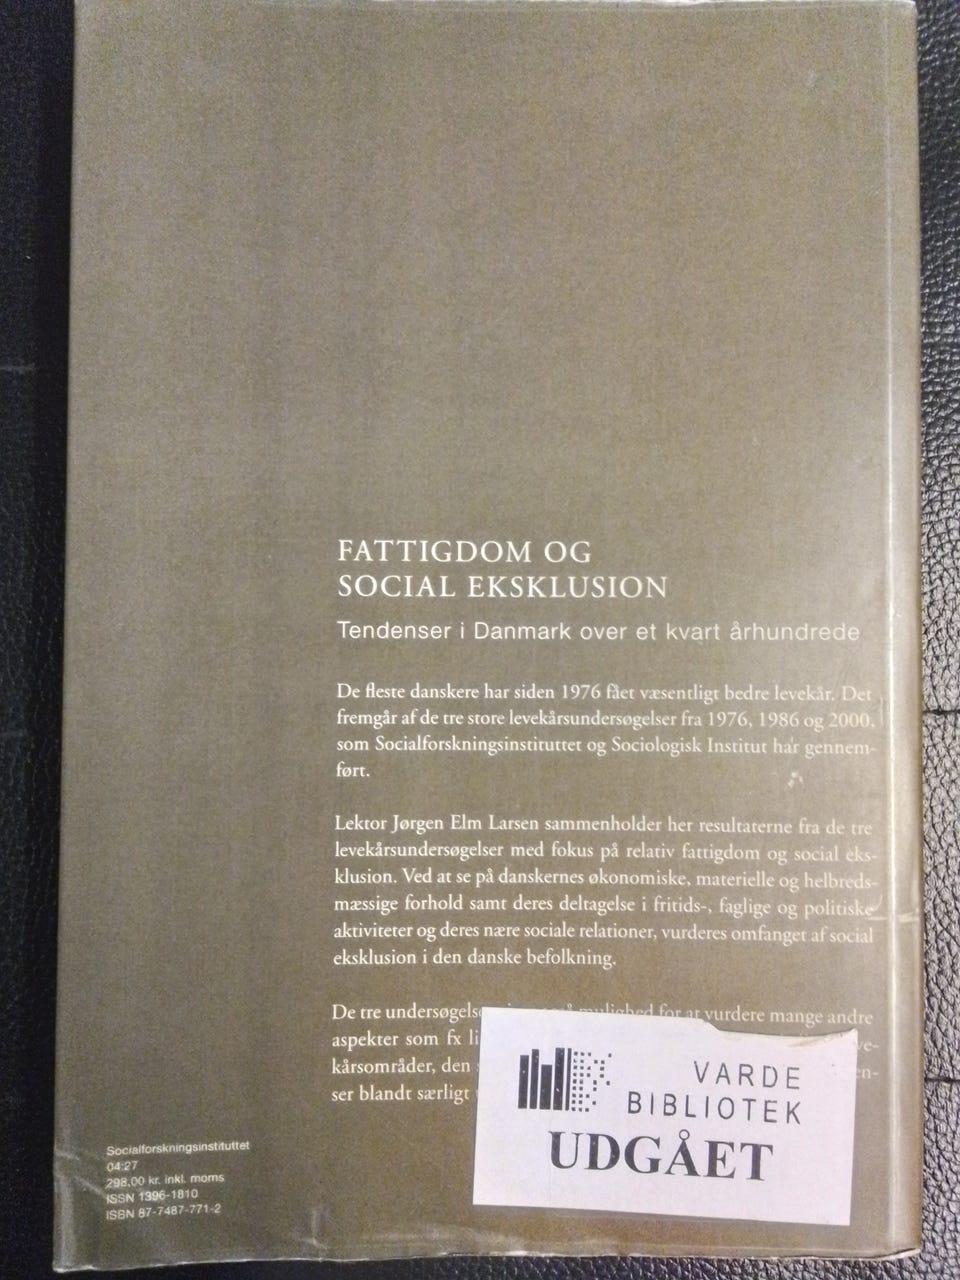 FATTIGDOM OG
SOCIAL EKSKLUSION
Tendenser i Danmark over et kvart århundrede
De fleste danskere har siden 1976 fået væsentligt bedre levekår. Det
fremgår af de tre store levekårsundersøgelser fra 1976, 1986 og 2000,
som Socialforskningsinstituttet og Sociologisk Institut har gennem-
ført.
Lektor Jørgen Elm Larsen sammenholder her resultaterne fra de tre
levekårsundersøgelser med fokus på relativ fattigdom og social eks-
klusion. Ved at se på danskernes økonomiske, materielle og helbreds-
mæssige forhold samt deres deltagelse i fritids-, faglige og politiske
aktiviteter og deres nære sociale relationer, vurderes omfanget af social
eksklusion i den danske befolkning.
De tre mulighed for at vurdere mange andre
aspekter som fx
kårsområder, den
ser blandt særligt
VARDE
BIBLIOTEK
UDGÅET
Socialforskningsinstituttet
04:27
298,00 kr. inkl. moms
ISSN 1396-1810
ISBN 87-7487-771-2